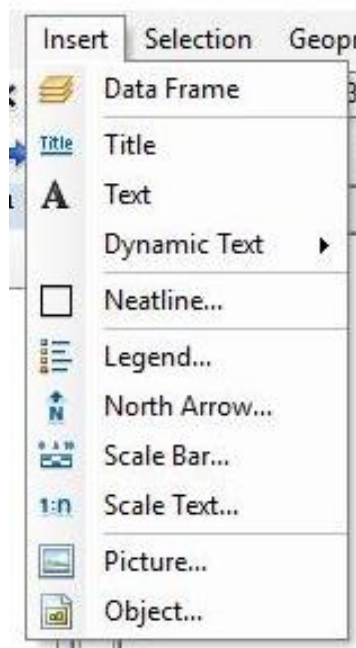 Insert Selection Geopr
Data Frame
Title Title
A Text
Dynamic Text
Neatline...
Legend...
N North Arrow...
Scale Bar...
1:n Scale Text...
Picture...
Object...